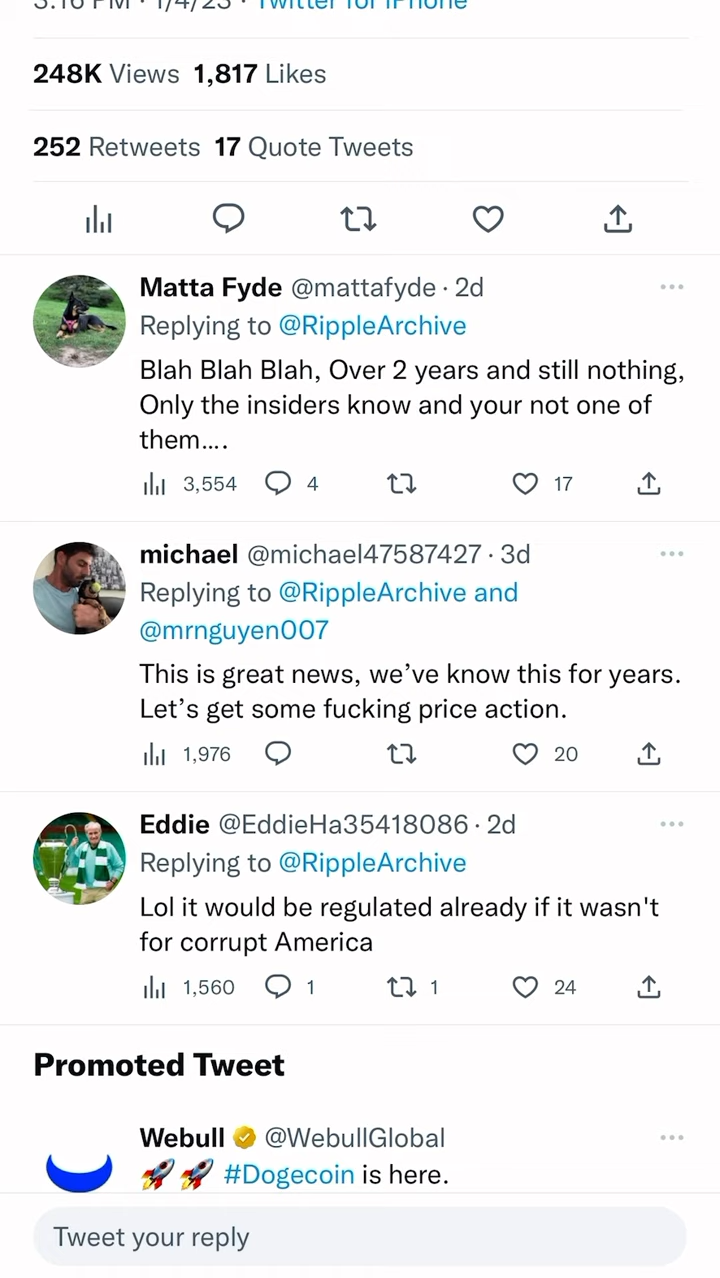 3:16 PM · 1/4/23 · Twitter for iPhone
248K Views 1,817 Likes
252 Retweets 17 Quote Tweets
Matta Fyde @mattafyde · 2d
Replying to @RippleArchive
Blah Blah Blah, Over 2 years and still nothing,
Only the insiders know and your not one of
them....
3,554 4 17
michael @michael47587427 · 3d
Replying to @RippleArchive and
@mrnguyen007
This is great news, we’ve know this for years.
Let’s get some fucking price action.
1,976 20
Eddie @EddieHa35418086 · 2d
Replying to @RippleArchive
Lol it would be regulated already if it wasn't
for corrupt America
1,560 1 1 24
Promoted Tweet
Webull @WebullGlobal
🚀 🚀 #Dogecoin is here.
Tweet your reply